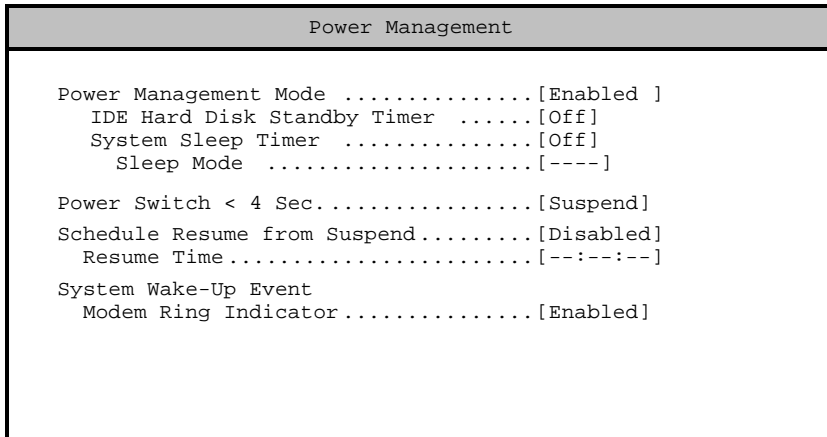 Power Management
Power Management Mode ...............[Enabled ]
IDE Hard Disk Standby Timer ......[Off]
System Sleep Timer ...............[Off]
Sleep Mode .....................[----]
Power Switch < 4 Sec.................[Suspend]
Schedule Resume from Suspend.........[Disabled]
Resume Time........................[--:--:--]
System Wake-Up Event
Modem Ring Indicator...............[Enabled]